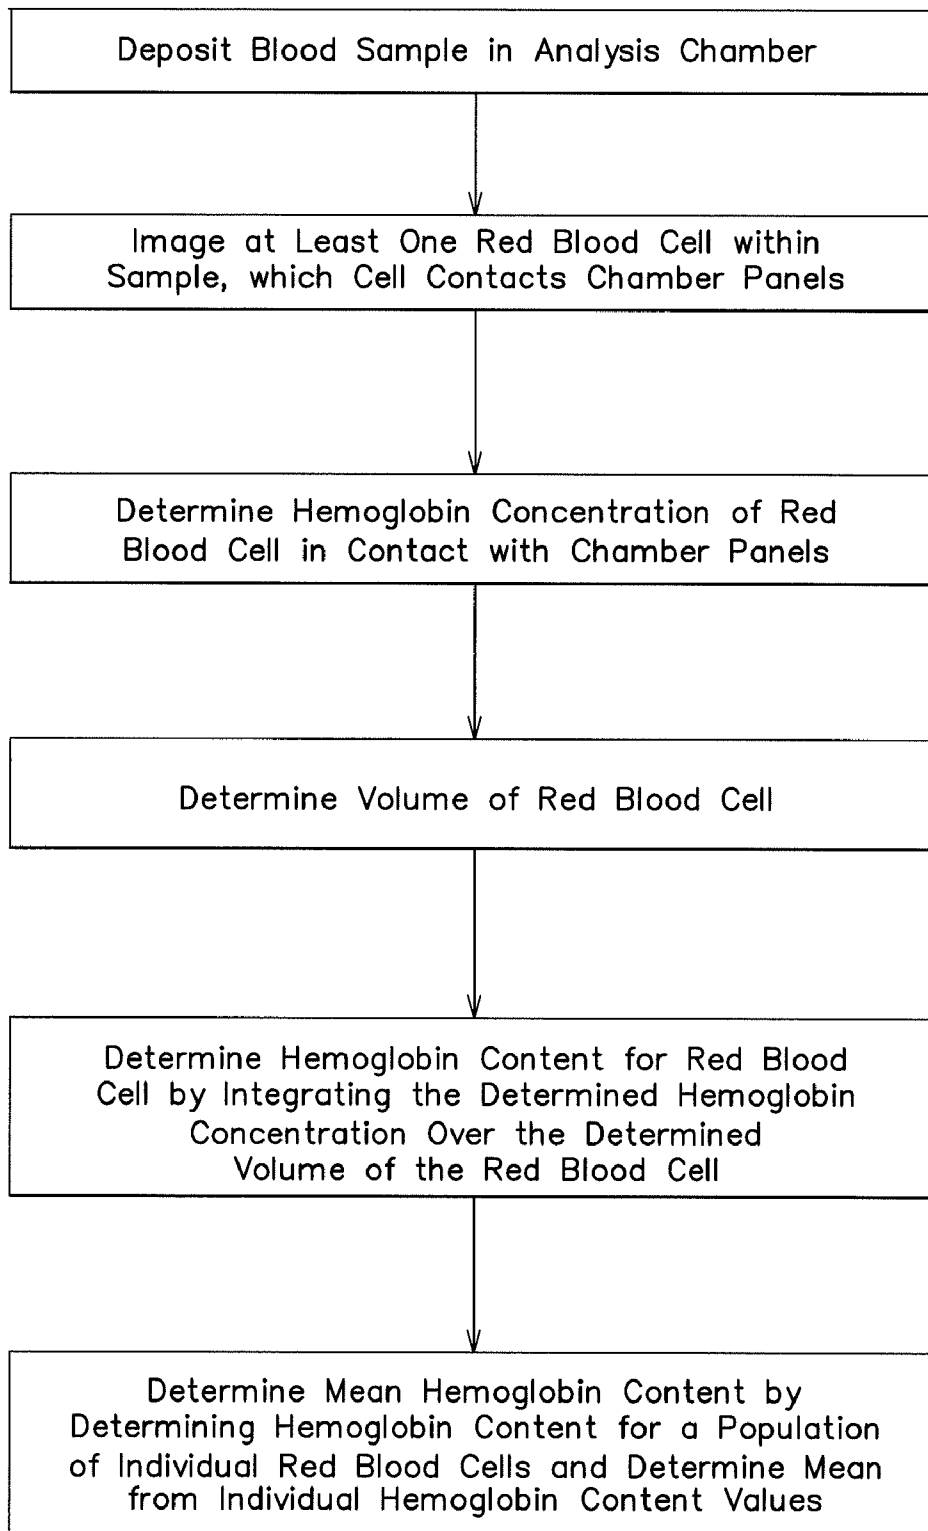 Deposit Blood Sample in Analysis Chamber
Image at Least One Red Blood Cell within
Sample, which Cell Contacts Chamber Panels
Determine Hemoglobin Concentration of Red
Blood Cell in Contact with Chamber Panels
Determine Volume of Red Blood Cell
Determine Hemoglobin Content for Red Blood
Cell by Integrating the Determined Hemoglobin
Concentration Over the Determined
Volume of the Red Blood Cell
Determine Mean Hemoglobin Content by
Determining Hemoglobin Content for a Population
of Individual Red Blood Cells and Determine Mean
from Individual Hemoglobin Content Values